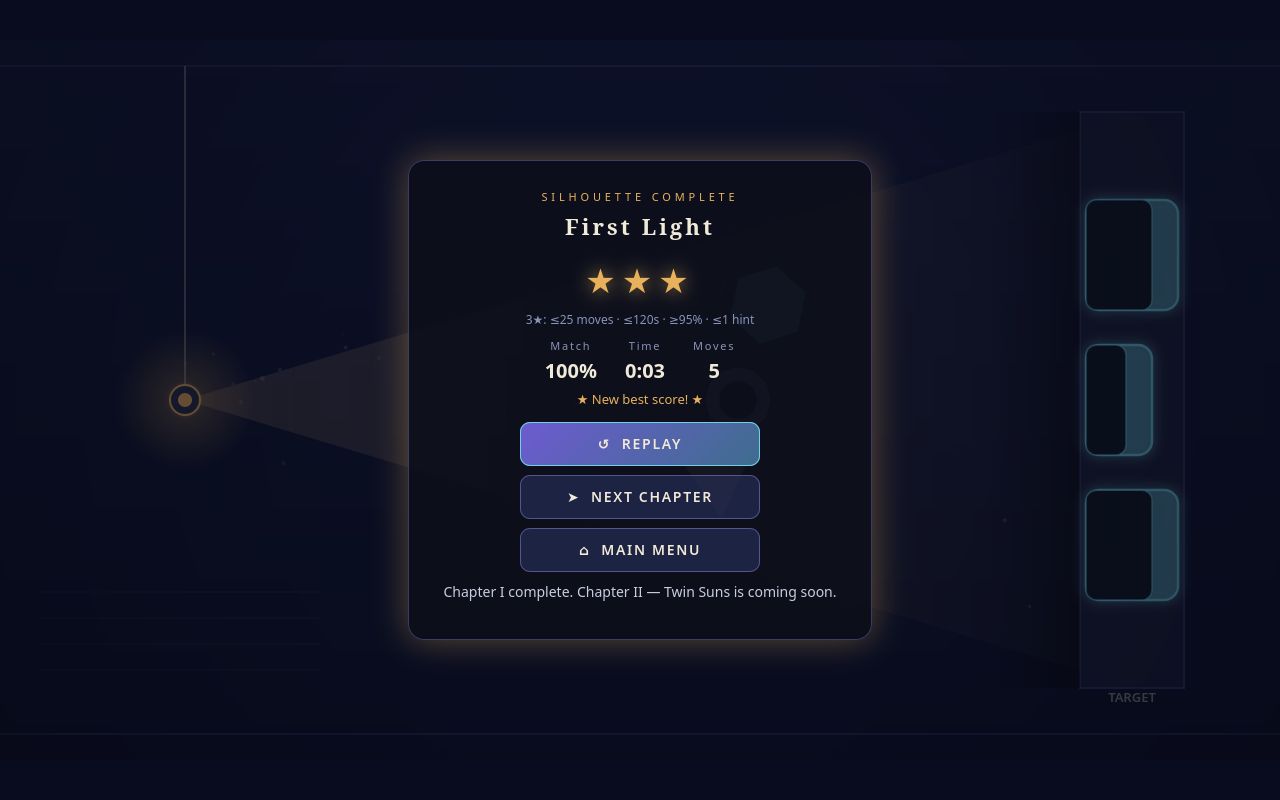 SILHOUETTE COMPLETE
First Light
★ ★ ★
3★: ≤25 moves · ≤120s · ≥95% · ≤1 hint
Match Time Moves
100% 0:03 5
★ New best score! ★
↺ REPLAY
➤ NEXT CHAPTER
⌂ MAIN MENU
Chapter I complete. Chapter II — Twin Suns is coming soon.
TARGET